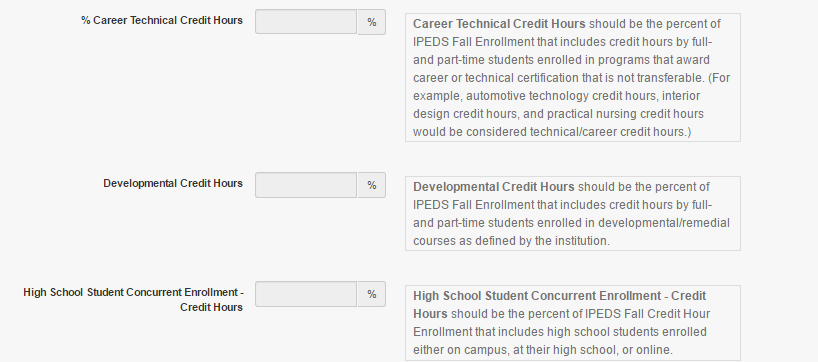 % Career Technical Credit Hours
%
Career Technical Credit Hours should be the percent of
IPEDS Fall Enrollment that includes credit hours by full-
and part-time students enrolled in programs that award
career or technical certification that is not transferable. (For
example, automotive technology credit hours, interior
design credit hours, and practical nursing credit hours
would be considered technical/career credit hours.)
Developmental Credit Hours
%
Developmental Credit Hours should be the percent of
IPEDS Fall Enrollment that includes credit hours by full-
and part-time students enrolled in developmental/remedial
courses as defined by the institution.
High School Student Concurrent Enrollment -
Credit Hours
%
High School Student Concurrent Enrollment - Credit
Hours should be the percent of IPEDS Fall Credit Hour
Enrollment that includes high school students enrolled
either on campus, at their high school, or online.